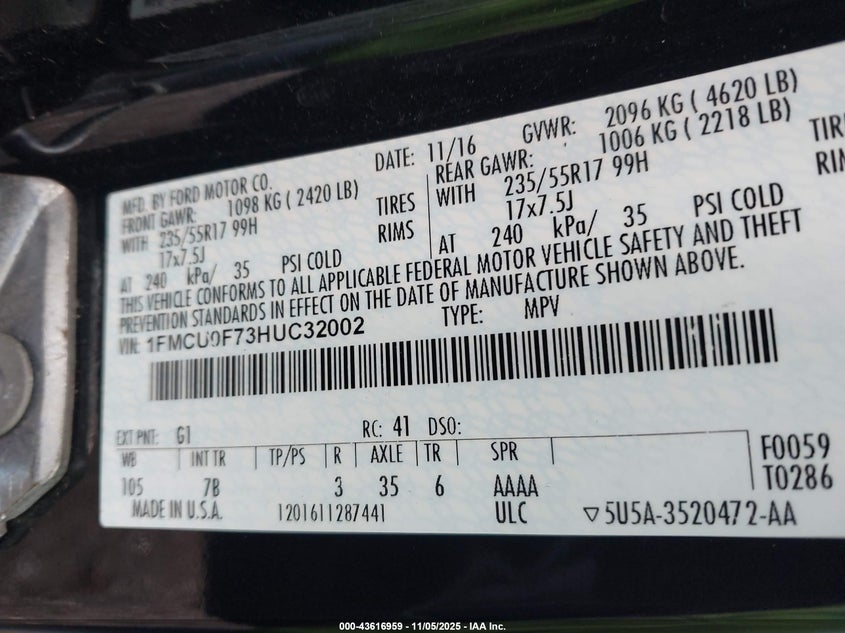 MFD. BY FORD MOTOR CO.
DATE: 11/16 GVWR: 2096 KG ( 4620 LB)
FRONT GAWR: 1098 KG ( 2420 LB) REAR GAWR: 1006 KG ( 2218 LB)
WITH 235/55R17 99H TIRES WITH 235/55R17 99H TIRE
17x7.5J RIMS 17x7.5J RIMS
AT 240 kPa/ 35 PSI COLD AT 240 kPa/ 35 PSI COLD
THIS VEHICLE CONFORMS TO ALL APPLICABLE FEDERAL MOTOR VEHICLE SAFETY AND THEFT
PREVENTION STANDARDS IN EFFECT ON THE DATE OF MANUFACTURE SHOWN ABOVE.
VIN: 1FMCU9F73HUC32002 TYPE: MPV
EXT PNT: G1 RC: 41 DSO:
WB INT TR TP/PS R AXLE TR SPR
105 7B 3 35 6 AAAA
F0059
T0286
MADE IN U.S.A. 1201611287441 ULC ▽5U5A-3520472-AA
000-43616959 - 11/05/2025 - IAA Inc.